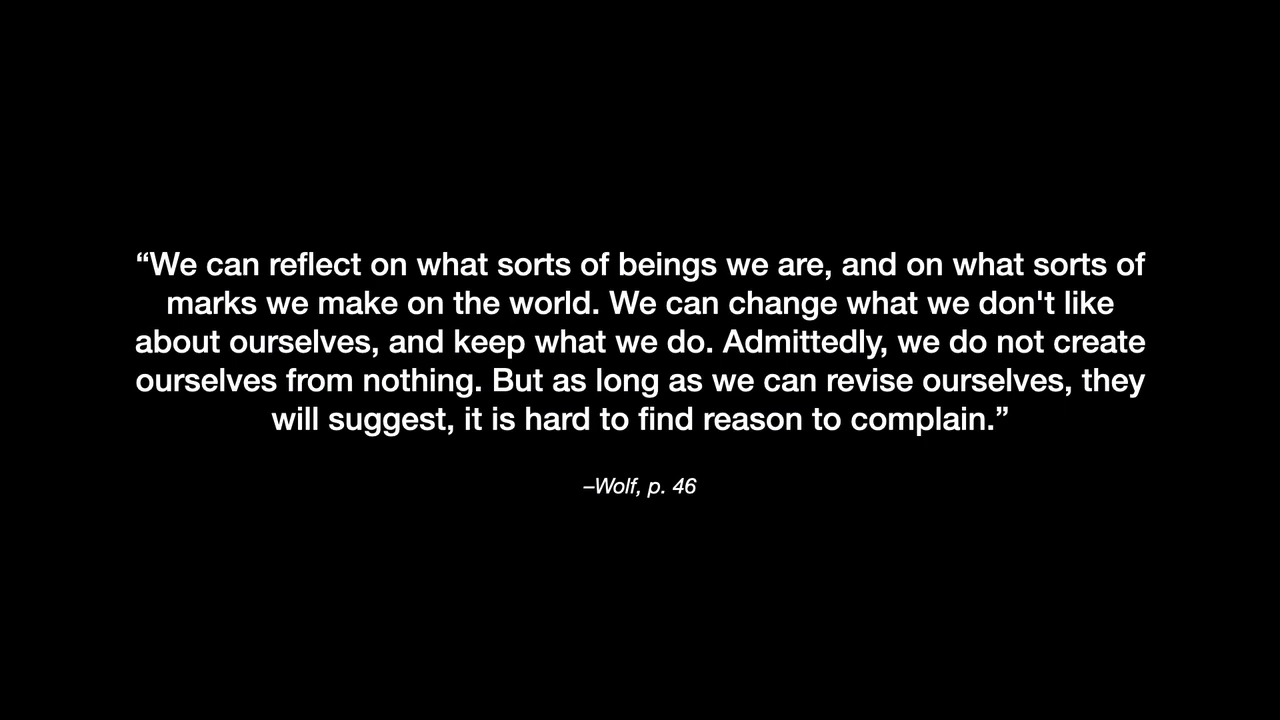 “We can reflect on what sorts of beings we are, and on what sorts of
marks we make on the world. We can change what we don't like
about ourselves, and keep what we do. Admittedly, we do not create
ourselves from nothing. But as long as we can revise ourselves, they
will suggest, it is hard to find reason to complain.”
–Wolf, p. 46